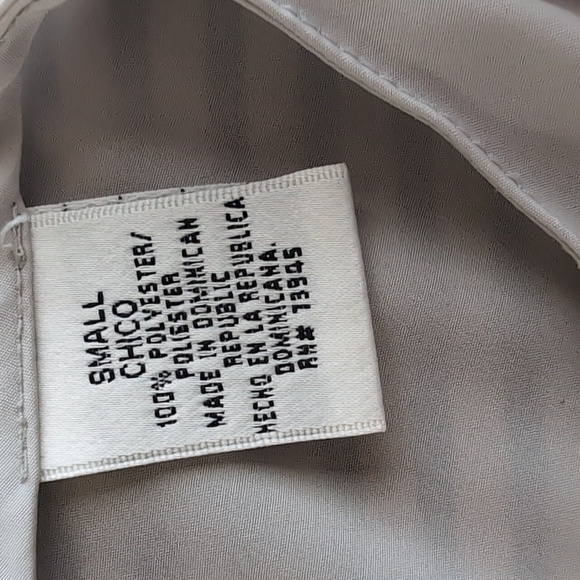 SMALL
CHICO
100% POLYESTER/
POLIESTER
MADE IN DOMINICAN
REPUBLIC
HECHO EN LA REPUBLICA
DOMINICANA.
RN# 73945